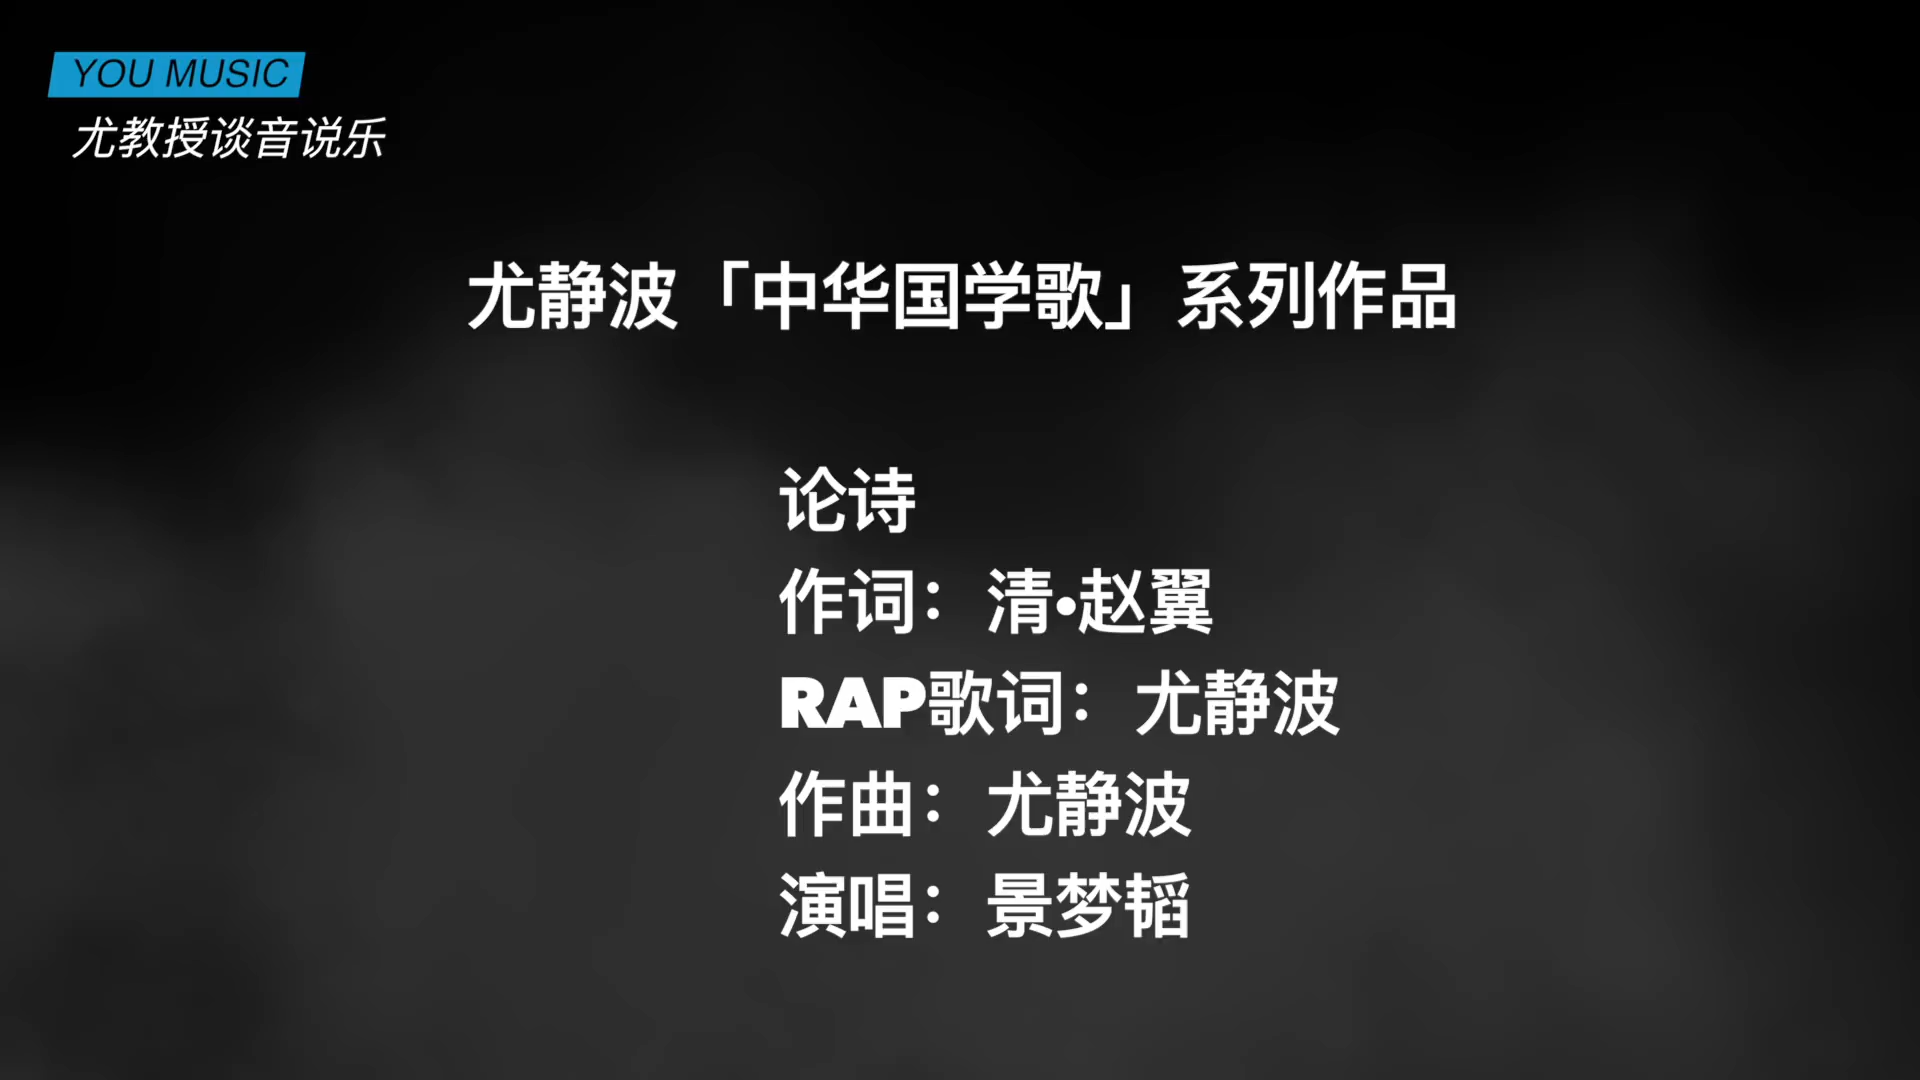 YOU MUSIC
尤教授谈音说乐
尤静波「中华国学歌」系列作品
论诗
作词：清•赵翼
RAP歌词：尤静波
作曲：尤静波
演唱：景梦韬